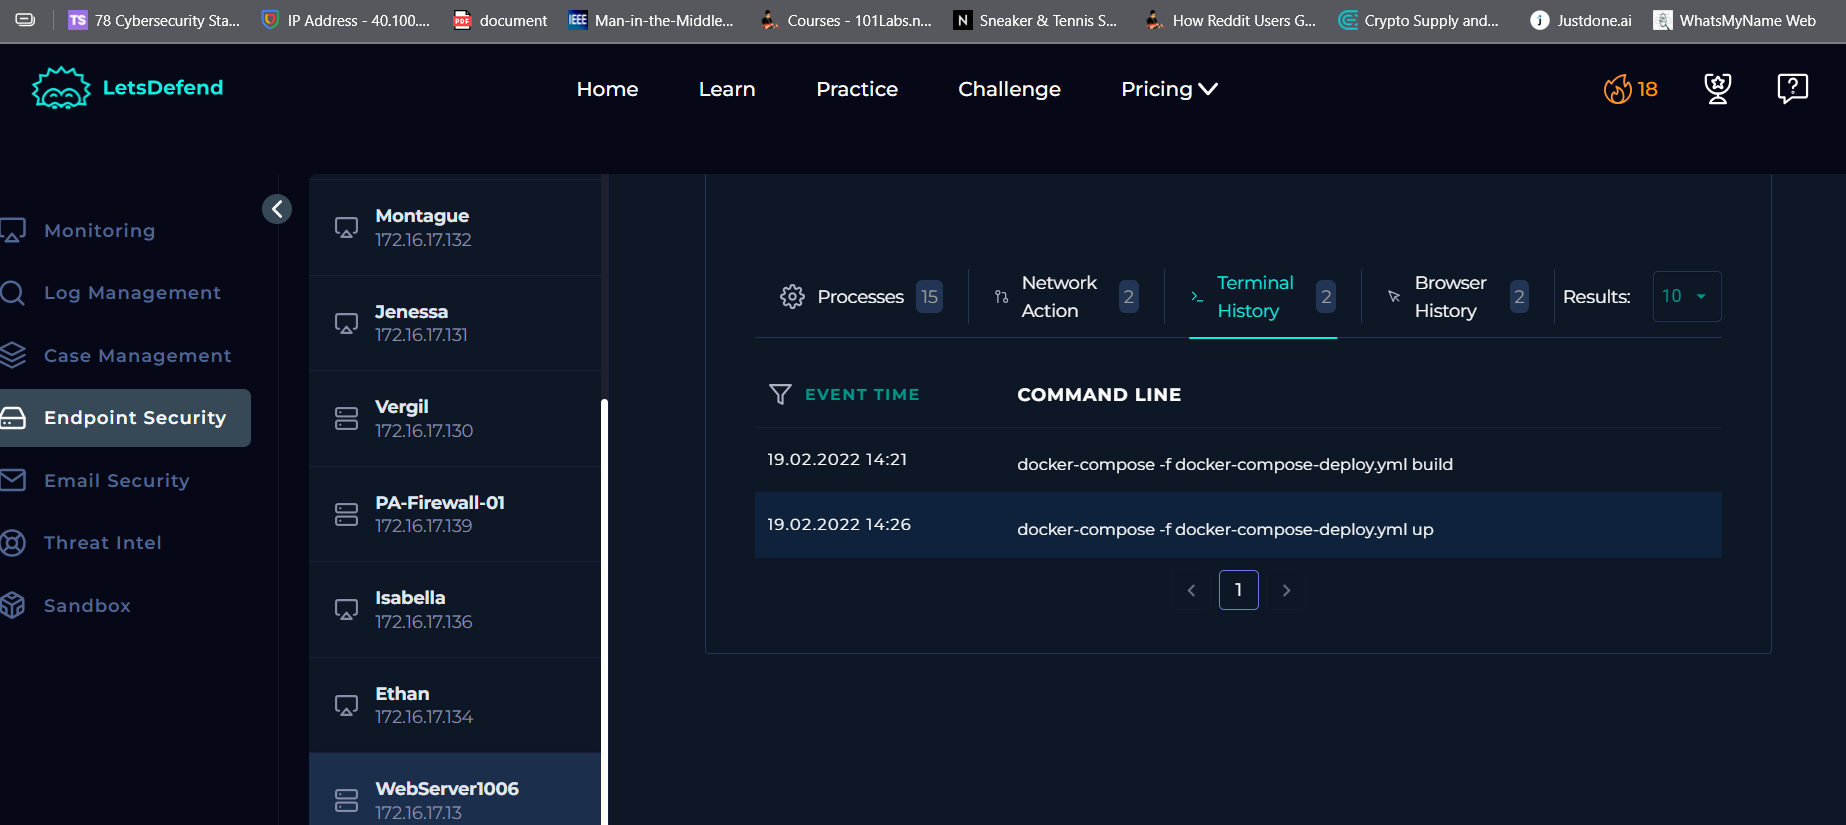 TS 78 Cybersecurity Sta...
IP Address - 40.100....
PDF document
IEEE Man-in-the-Middle...
Courses - 101Labs.n...
N Sneaker & Tennis S...
How Reddit Users G...
Crypto Supply and...
j Justdone.ai
WhatsMyName Web
LetsDefend
Home
Learn
Practice
Challenge
Pricing
18
Monitoring
Log Management
Case Management
Endpoint Security
Email Security
Threat Intel
Sandbox
Montague
172.16.17.132
Jenessa
172.16.17.131
Vergil
172.16.17.130
PA-Firewall-01
172.16.17.139
Isabella
172.16.17.136
Ethan
172.16.17.134
WebServer1006
172.16.17.13
Processes 15
Network
Action 2
Terminal
History 2
Browser
History 2
Results: 10
EVENT TIME COMMAND LINE
19.02.2022 14:21 docker-compose -f docker-compose-deploy.yml build
19.02.2022 14:26 docker-compose -f docker-compose-deploy.yml up
1